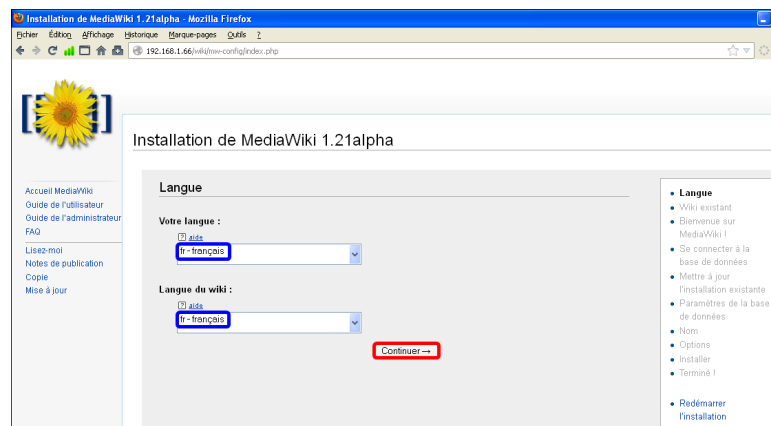 Installation de MediaWiki 1.21alpha - Mozilla Firefox
Fichier Édition Affichage Historique Marque-pages Outils ?
192.168.1.66/wiki/mw-config/index.php
Installation de MediaWiki 1.21alpha
Accueil MediaWiki
Guide de l'utilisateur
Guide de l'administrateur
FAQ
Lisez-moi
Notes de publication
Copie
Mise à jour
Langue
Votre langue :
? aide
fr - français
Langue du wiki :
? aide
fr - français
Continuer →
Langue
Wiki existant
Bienvenue sur
MediaWiki !
Se connecter à la
base de données
Mettre à jour
l'installation existante
Paramètres de la base
de données
Nom
Options
Installer
Terminé !
Redémarrer
l'installation